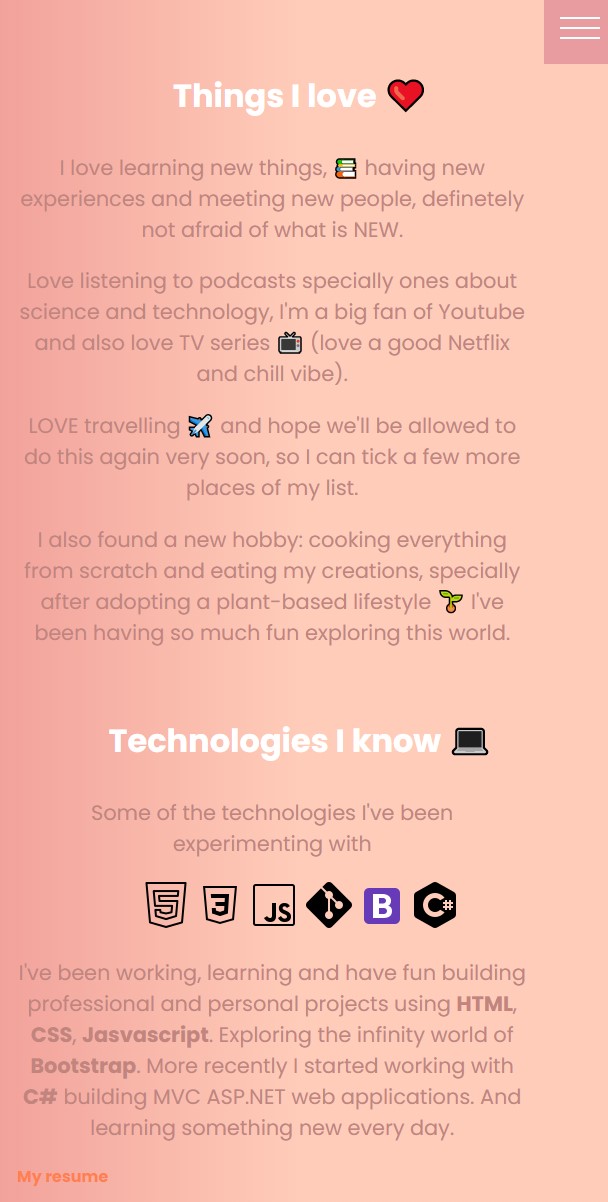 Things I love ❤️
I love learning new things, 📚 having new
experiences and meeting new people, definetely
not afraid of what is NEW.
Love listening to podcasts specially ones about
science and technology, I'm a big fan of Youtube
and also love TV series 📺 (love a good Netflix
and chill vibe).
LOVE travelling ✈️ and hope we'll be allowed to
do this again very soon, so I can tick a few more
places of my list.
I also found a new hobby: cooking everything
from scratch and eating my creations, specially
after adopting a plant-based lifestyle 🌱 I've
been having so much fun exploring this world.
Technologies I know 💻
Some of the technologies I've been
experimenting with
5 3 JS B C#
I've been working, learning and have fun building
professional and personal projects using HTML,
CSS, Jasvascript. Exploring the infinity world of
Bootstrap. More recently I started working with
C# building MVC ASP.NET web applications. And
learning something new every day.
My resume